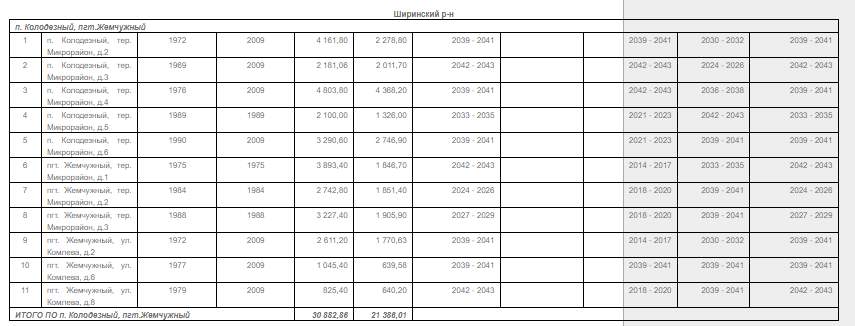 Ширинский р-н
п. Колодезный, пгт.Жемчужный
1 п. Колодезный, тер. Микрорайон, д.2 1972 2009 4 161,80 2 278,80 2039 - 2041 2039 - 2041 2030 - 2032 2039 - 2041
2 п. Колодезный, тер. Микрорайон, д.3 1969 2009 2 181,06 2 011,70 2042 - 2043 2042 - 2043 2024 - 2026 2042 - 2043
3 п. Колодезный, тер. Микрорайон, д.4 1976 2009 4 803,80 4 368,20 2039 - 2041 2042 - 2043 2036 - 2038 2039 - 2041
4 п. Колодезный, тер. Микрорайон, д.5 1989 1989 2 100,00 1 326,00 2033 - 2035 2021 - 2023 2042 - 2043 2033 - 2035
5 п. Колодезный, тер. Микрорайон, д.6 1990 2009 3 290,60 2 746,90 2039 - 2041 2021 - 2023 2039 - 2041 2039 - 2041
6 пгт. Жемчужный, тер. Микрорайон, д.1 1975 1975 3 893,40 1 846,70 2042 - 2043 2014 - 2017 2033 - 2035 2042 - 2043
7 пгт. Жемчужный, тер. Микрорайон, д.2 1984 1984 2 742,80 1 851,40 2024 - 2026 2018 - 2020 2039 - 2041 2024 - 2026
8 пгт. Жемчужный, тер. Микрорайон, д.3 1988 1988 3 227,40 1 905,90 2027 - 2029 2018 - 2020 2039 - 2041 2027 - 2029
9 пгт. Жемчужный, ул. Комлева, д.2 1972 2009 2 611,20 1 770,63 2039 - 2041 2014 - 2017 2030 - 2032 2039 - 2041
10 пгт. Жемчужный, ул. Комлева, д.6 1977 2009 1 045,40 639,58 2039 - 2041 2039 - 2041 2039 - 2041 2039 - 2041
11 пгт. Жемчужный, ул. Комлева, д.8 1979 2009 825,40 640,20 2042 - 2043 2018 - 2020 2039 - 2041 2042 - 2043
ИТОГО ПО п. Колодезный, пгт.Жемчужный 30 882,86 21 386,01